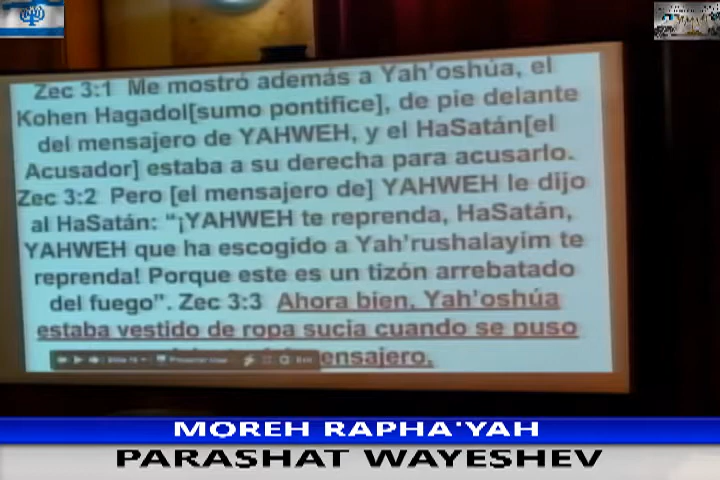 Zec 3:1 Me mostró además a Yah'oshúa, el
Kohen Hagadol[sumo pontifice], de pie delante
del mensajero de YAHWEH, y el HaSatán[el
Acusador] estaba a su derecha para acusarlo.
Zec 3:2 Pero [el mensajero de] YAHWEH le dijo
al HaSatán: “¡YAHWEH te reprenda, HaSatán,
YAHWEH que ha escogido a Yah'rushalayim te
reprenda! Porque este es un tizón arrebatado
del fuego”. Zec 3:3 Ahora bien, Yah'oshúa
estaba vestido de ropa sucia cuando se puso
ensajero.
MOREH RAPHA'YAH
PARASHAT WAYESHEV